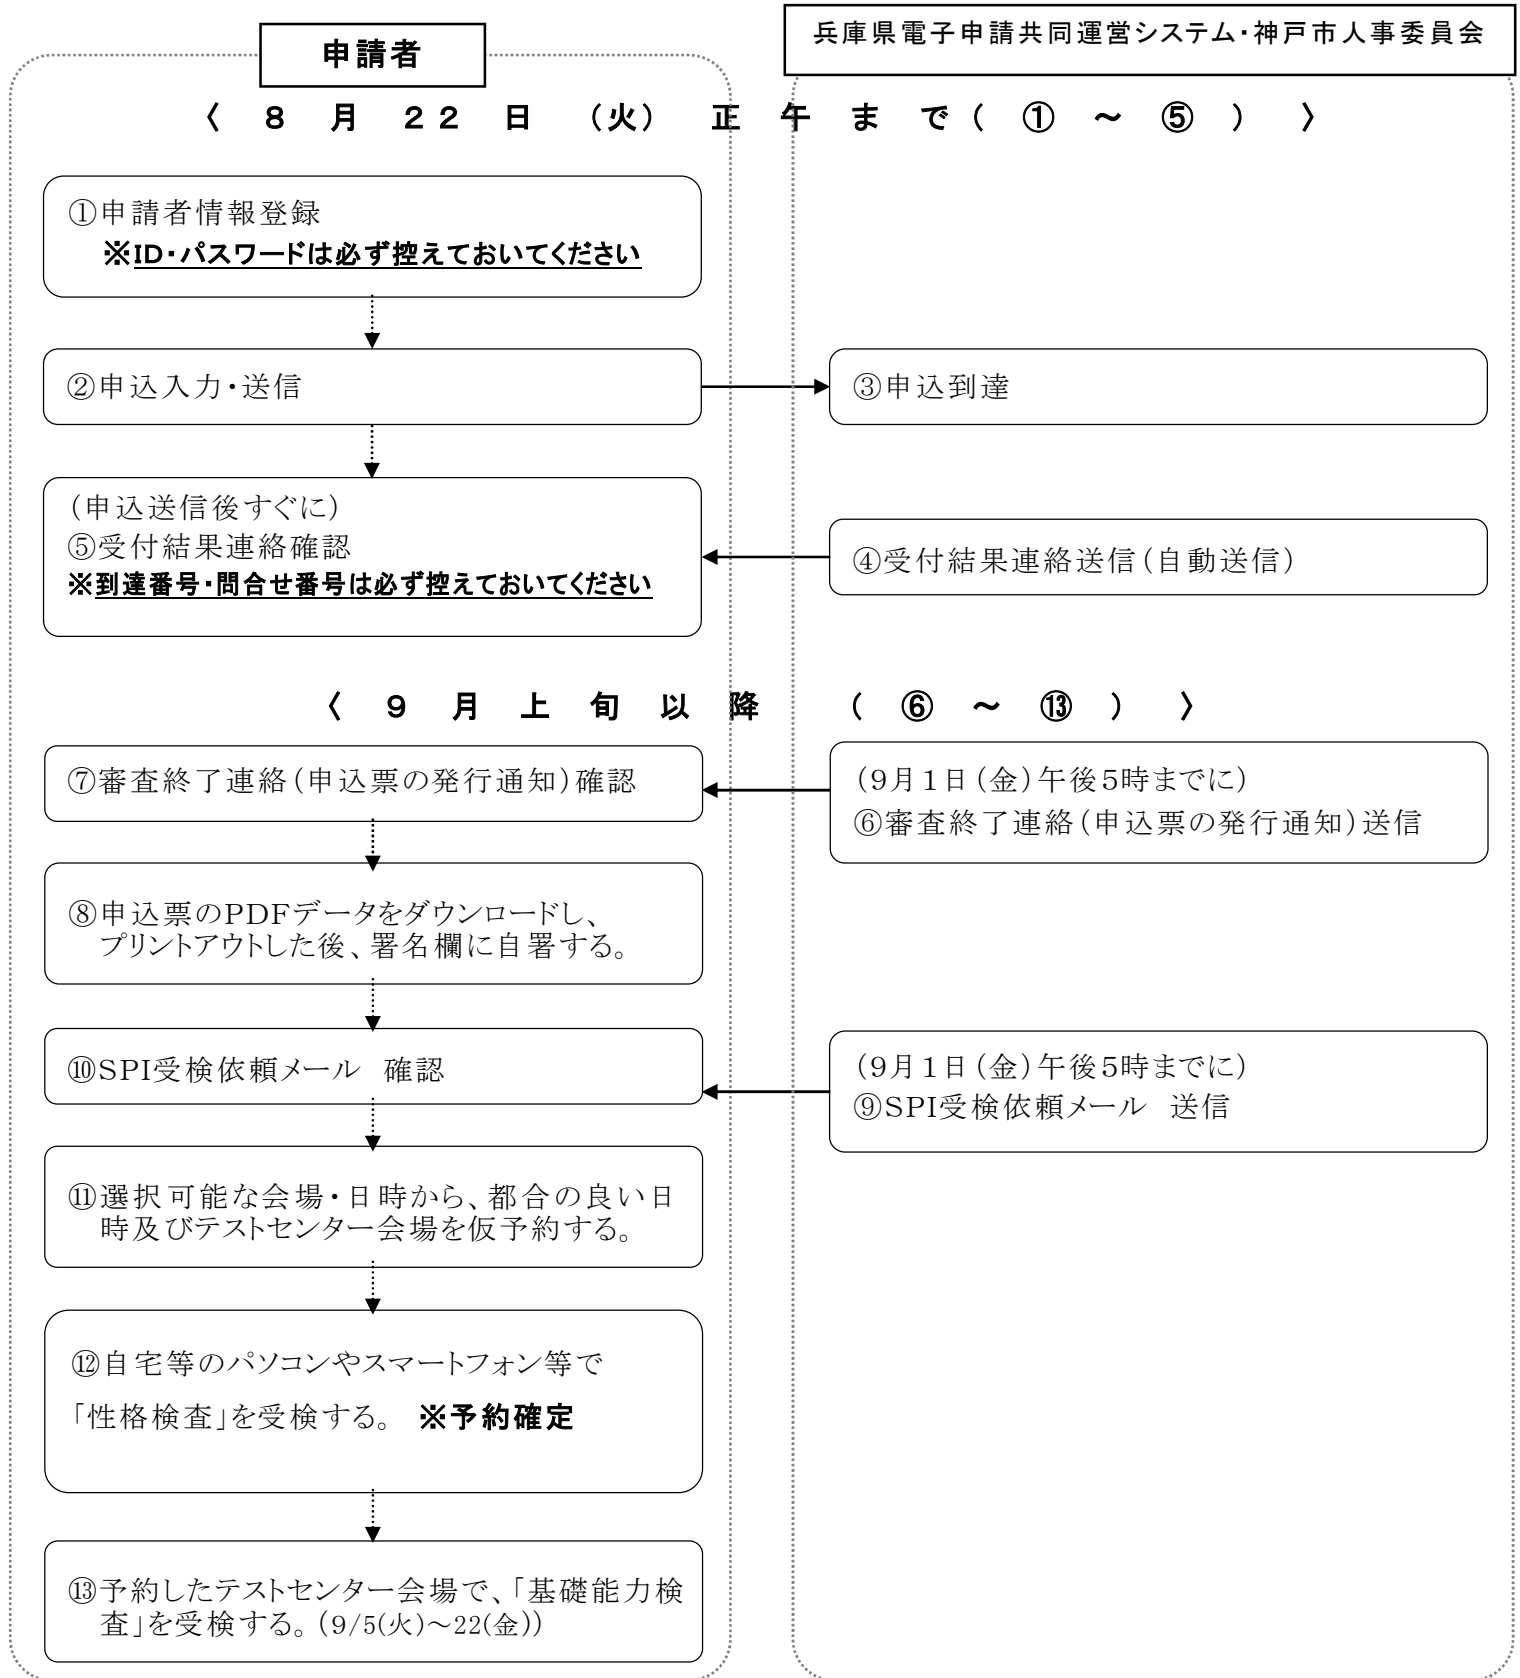 申請者
兵庫県電子申請共同運営システム・神戸市人事委員会
〈 8 月 22 日 (火) 正 午 ま で ( ① ～ ⑤ ) 〉
①申請者情報登録
※ID・パスワードは必ず控えておいてください
②申込入力・送信
③申込到達
(申込送信後すぐに)
⑤受付結果連絡確認
※到達番号・問合せ番号は必ず控えておいてください
④受付結果連絡送信(自動送信)
〈 9 月 上 旬 以 降 ( ⑥ ～ ⑬ ) 〉
⑦審査終了連絡(申込票の発行通知)確認
(9月1日(金)午後5時までに)
⑥審査終了連絡(申込票の発行通知)送信
⑧申込票のPDFデータをダウンロードし、
プリントアウトした後、署名欄に自署する。
⑩SPI受検依頼メール 確認
(9月1日(金)午後5時までに)
⑨SPI受検依頼メール 送信
⑪選択可能な会場・日時から、都合の良い日
時及びテストセンター会場を仮予約する。
⑫自宅等のパソコンやスマートフォン等で
「性格検査」を受検する。 ※予約確定
⑬予約したテストセンター会場で、「基礎能力検
査」を受検する。(9/5(火)～22(金))